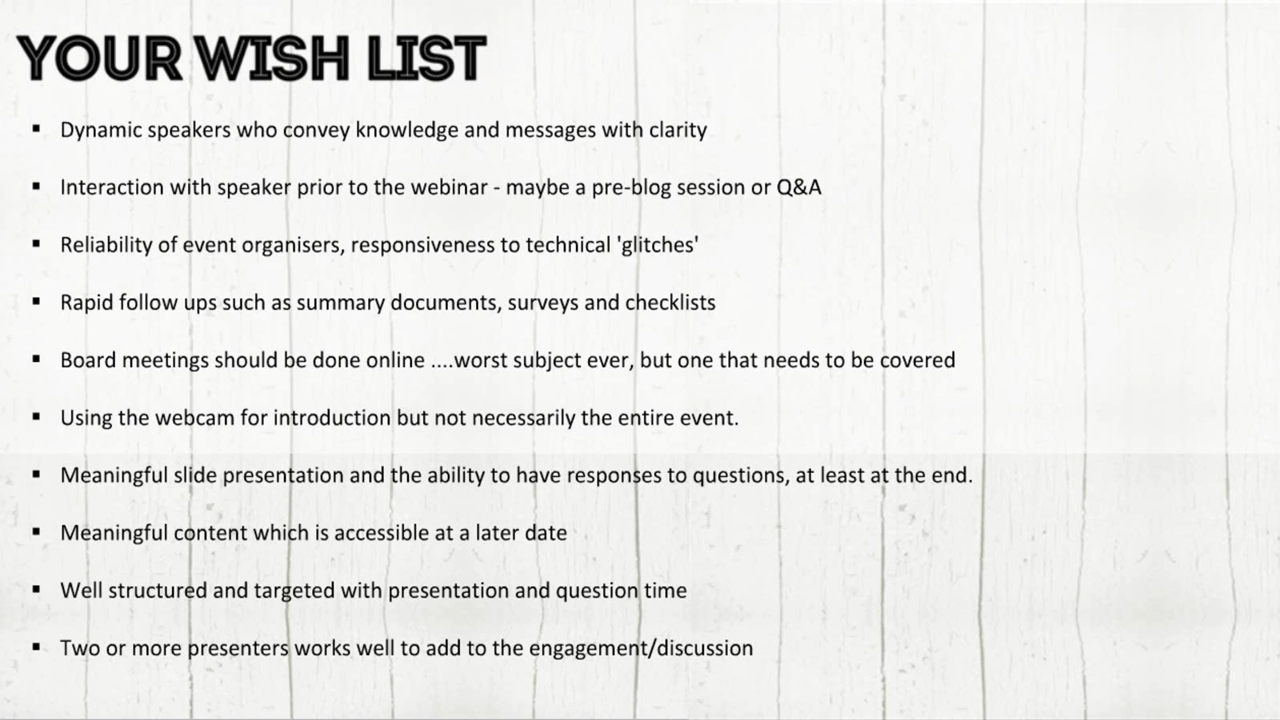 YOUR WISH LIST
▪ Dynamic speakers who convey knowledge and messages with clarity
▪ Interaction with speaker prior to the webinar - maybe a pre-blog session or Q&A
▪ Reliability of event organisers, responsiveness to technical 'glitches'
▪ Rapid follow ups such as summary documents, surveys and checklists
▪ Board meetings should be done online ....worst subject ever, but one that needs to be covered
▪ Using the webcam for introduction but not necessarily the entire event.
▪ Meaningful slide presentation and the ability to have responses to questions, at least at the end.
▪ Meaningful content which is accessible at a later date
▪ Well structured and targeted with presentation and question time
▪ Two or more presenters works well to add to the engagement/discussion